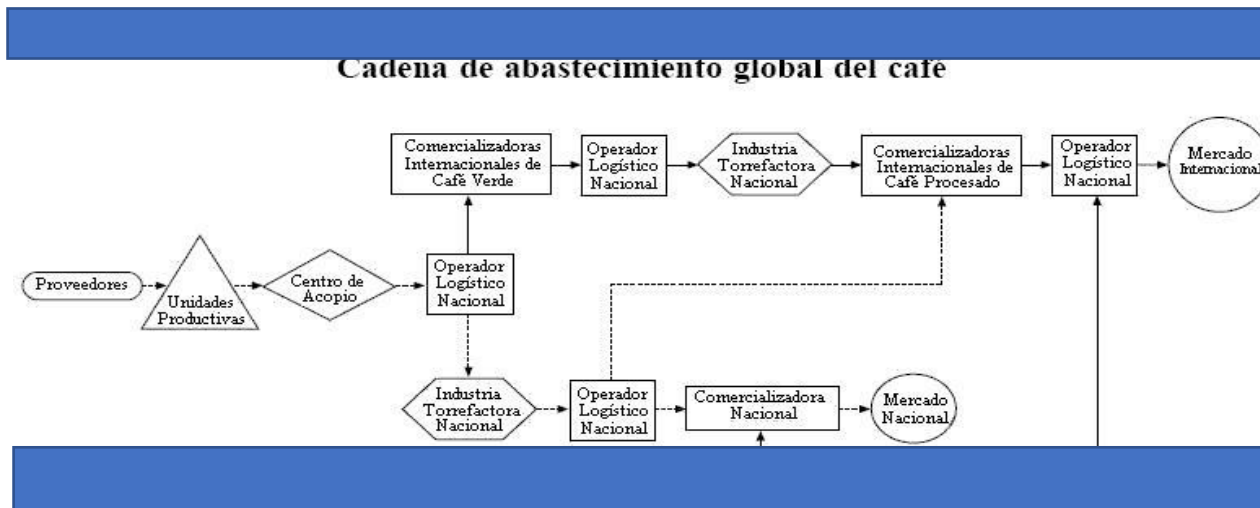 Cadena de abastecimiento global del café
Comercializadoras
Internacionales de
Café Verde
Operador
Logístico
Nacional
Industria
Torrefactora
Nacional
Comercializadoras
Internacionales de
Café Procesado
Operador
Logístico
Nacional
Mercado
Internacional
Proveedores
Unidades
Productivas
Centro de
Acopio
Operador
Logístico
Nacional
Industria
Torrefactora
Nacional
Operador
Logístico
Nacional
Comercializadora
Nacional
Mercado
Nacional